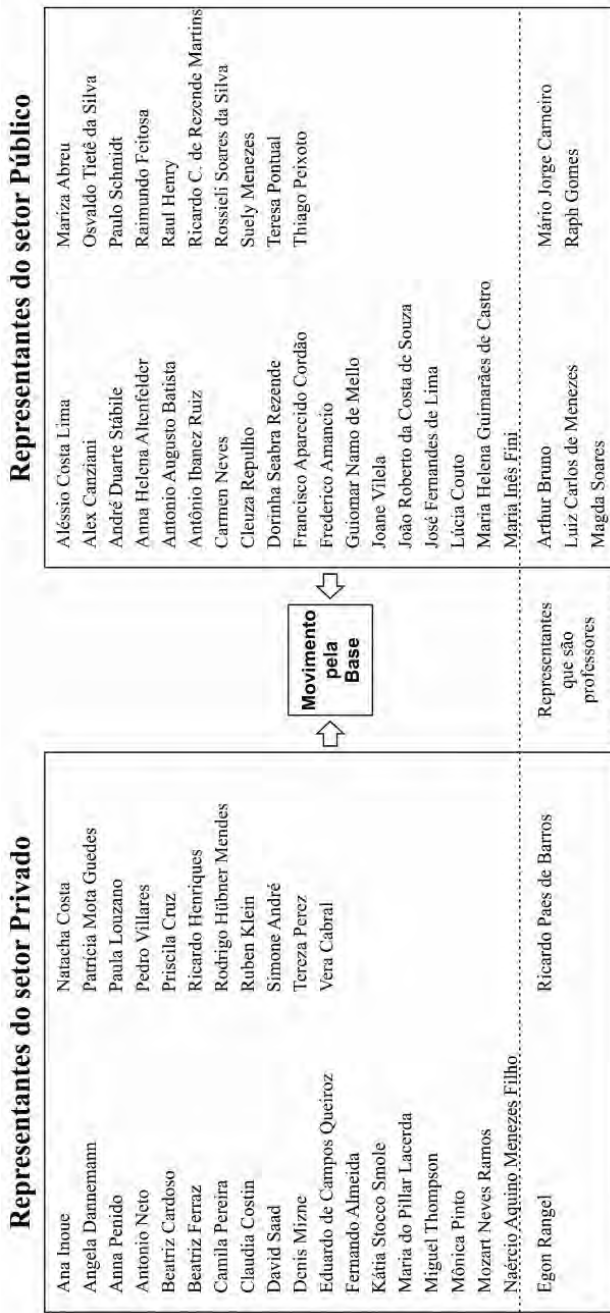 Representantes do setor Privado
Ana Inoue
Angela Dannemann
Anna Penido
Antonio Neto
Beatriz Cardoso
Beatriz Ferraz
Camila Pereira
Claudia Costin
David Saad
Denis Mizne
Eduardo de Campos Queiroz
Fernando Almeida
Kátia Stocco Smole
Maria do Pillar Lacerda
Miguel Thompson
Mônica Pinto
Mozart Neves Ramos
Naércio Aquino Menezes Filho
Natacha Costa
Patrícia Mota Guedes
Paula Louzano
Pedro Villares
Priscila Cruz
Ricardo Henriques
Rodrigo Hübner Mendes
Ruben Klein
Simone André
Tereza Perez
Vera Cabral
Egon Rangel
Ricardo Paes de Barros
Movimento
pela
Base
Representantes
que são
professores
Representantes do setor Público
Aléssio Costa Lima
Alex Canziani
André Duarte Stábile
Anna Helena Altenfelder
Antonio Augusto Batista
Antônio Ibanez Ruiz
Carmen Neves
Cleuza Repulho
Dorinha Seabra Rezende
Francisco Aparecido Cordão
Frederico Amancio
Guiomar Namo de Mello
Joane Vilela
João Roberto da Costa de Souza
José Fernandes de Lima
Lúcia Couto
Maria Helena Guimarães de Castro
Maria Inês Fini
Mariza Abreu
Osvaldo Tietê da Silva
Paulo Schmidt
Raimundo Feitosa
Raul Henry
Ricardo C. de Rezende Martins
Rossieli Soares da Silva
Suely Menezes
Teresa Pontual
Thiago Peixoto
Arthur Bruno
Luiz Carlos de Menezes
Magda Soares
Mário Jorge Carneiro
Raph Gomes